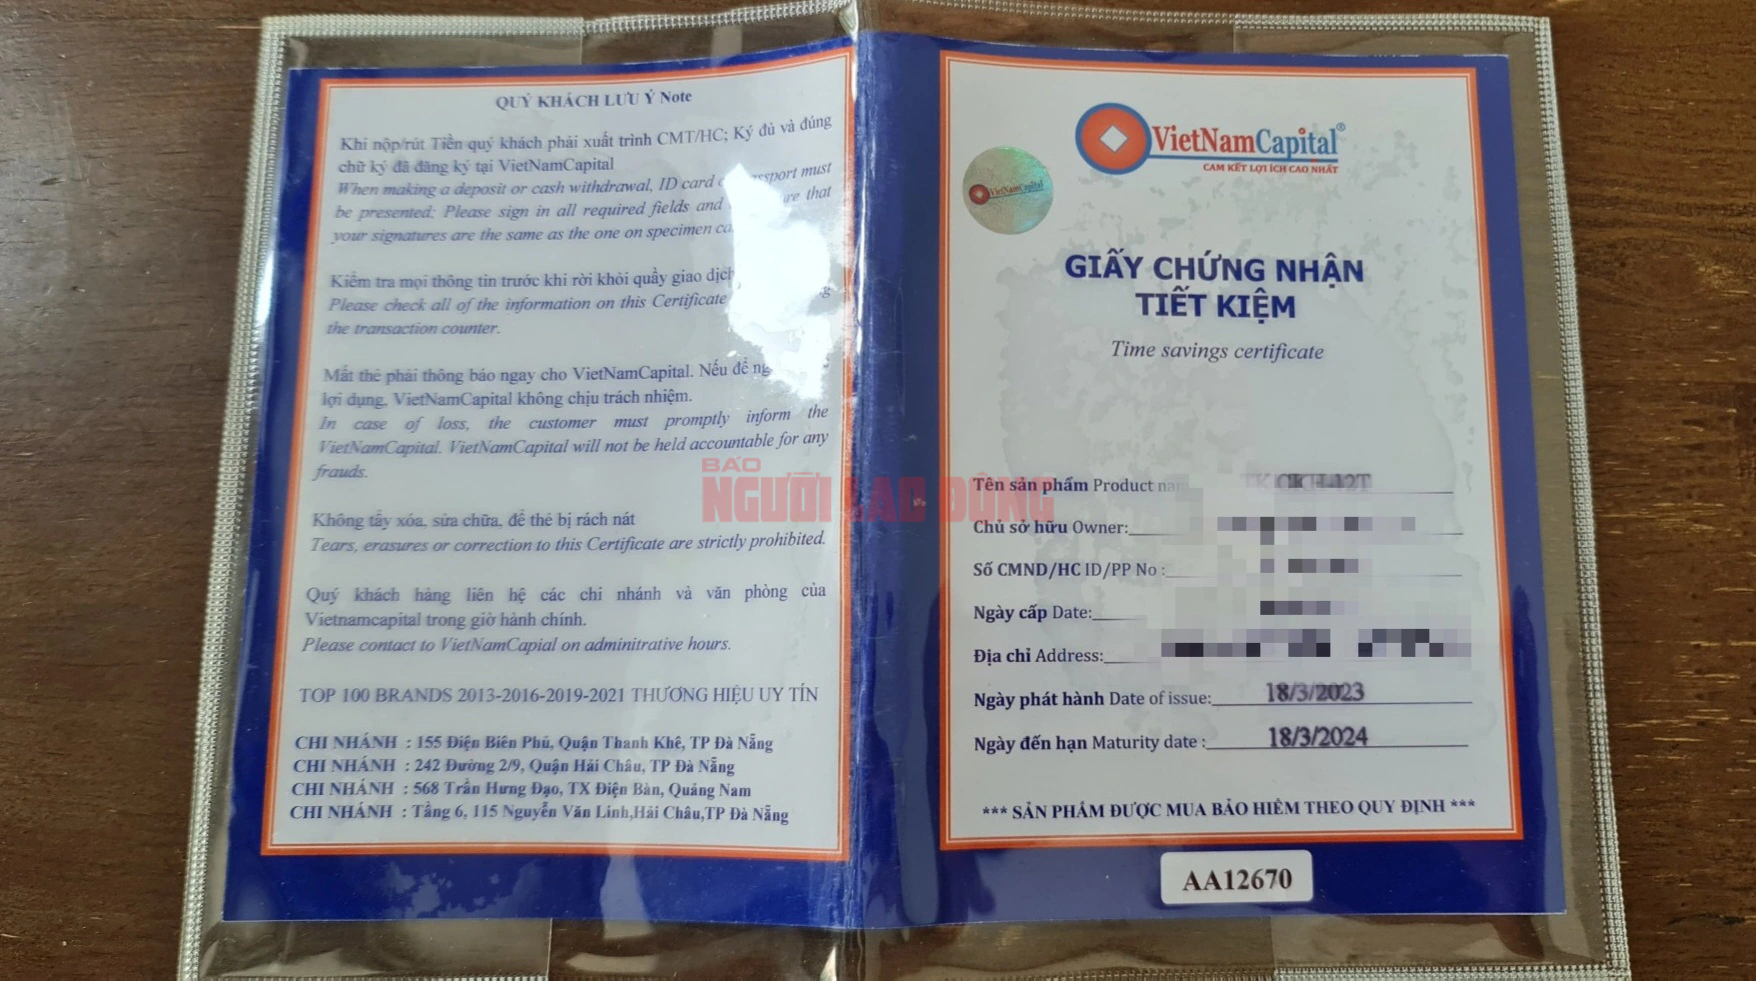 QUÝ KHÁCH LƯU Ý Note
Khi nộp/rút Tiền quý khách phải xuất trình CMT/HC; Ký đủ và đúng
chữ ký đã đăng ký tại VietNamCapital
When making a deposit or cash withdrawal, ID card must
be presented; Please sign in all required fields and that
your signatures are the same as the one on specimen
Kiểm tra mọi thông tin trước khi rời khỏi quầy giao dịch
Please check all of the information on this Certificate
the transaction counter.
Mất thẻ phải thông báo ngay cho VietNamCapital. Nếu để
lợi dụng, VietNamCapital không chịu trách nhiệm.
In case of loss, the customer must promptly inform the
VietNamCapital. VietNamCapital will not be held accountable for any
frauds.
Không tẩy xóa, sửa chữa, để thẻ bị rách nát
Tears, erasures or correction to this Certificate are strictly prohibited.
Quý khách hàng liên hệ các chi nhánh và văn phòng của
Vietnamcapital trong giờ hành chính.
Please contact to VietNamCapial on adminitrative hours.
TOP 100 BRANDS 2013-2016-2019-2021 THƯƠNG HIỆU UY TÍN
CHI NHÁNH : 155 Điện Biên Phủ, Quận Thanh Khê, TP Đà Nẵng
CHI NHÁNH : 242 Đường 2/9, Quận Hải Châu, TP Đà Nẵng
CHI NHÁNH : 568 Trần Hưng Đạo, TX Điện Bàn, Quảng Nam
CHI NHÁNH : Tầng 6, 115 Nguyễn Văn Linh,Hải Châu,TP Đà Nẵng
BÁO
NGƯỜI LAO ĐỘNG
VietNamCapital®
CAM KẾT LỢI ÍCH CAO NHẤT
VietNamCapital
GIẤY CHỨNG NHẬN
TIẾT KIỆM
Time savings certificate
Tên sản phẩm Product
Chủ sở hữu Owner:
Số CMND/HC ID/PP No :
Ngày cấp Date:
Địa chỉ Address:
Ngày phát hành Date of issue: 18/3/2023
Ngày đến hạn Maturity date : 18/3/2024
*** SẢN PHẨM ĐƯỢC MUA BẢO HIỂM THEO QUY ĐỊNH ***
AA12670